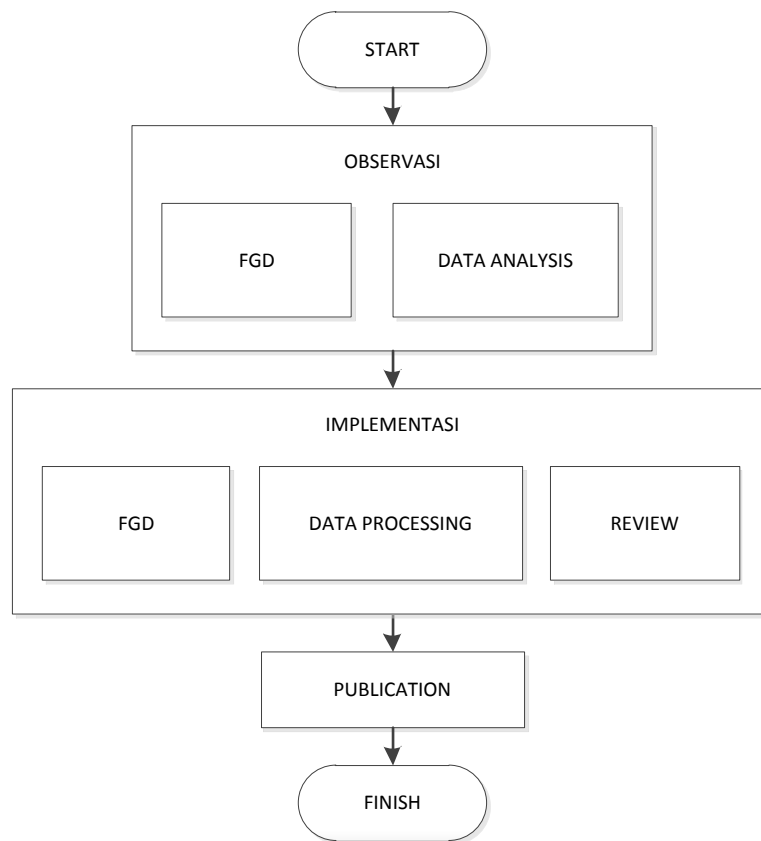 START
OBSERVASI
FGD
DATA ANALYSIS
IMPLEMENTASI
FGD
DATA PROCESSING
REVIEW
PUBLICATION
FINISH